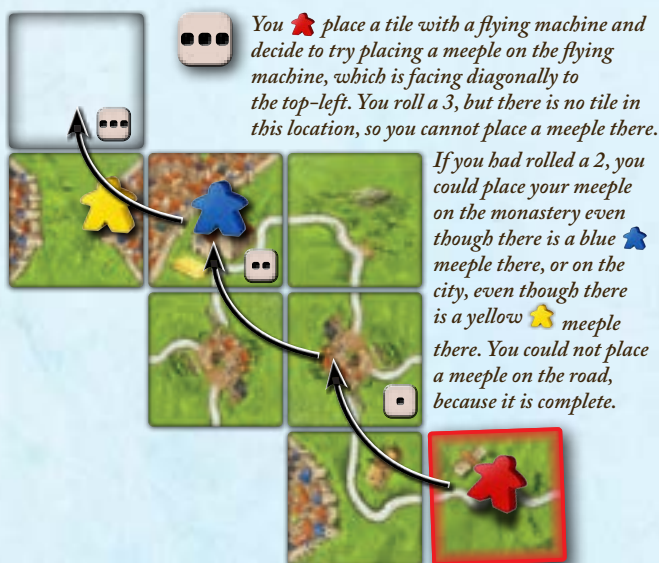 You place a tile with a flying machine and
decide to try placing a meeple on the flying
machine, which is facing diagonally to
the top-left. You roll a 3, but there is no tile in
this location, so you cannot place a meeple there.
If you had rolled a 2, you
could place your meeple
on the monastery even
though there is a blue
meeple there, or on the
city, even though there
is a yellow meeple
there. You could not place
a meeple on the road,
because it is complete.